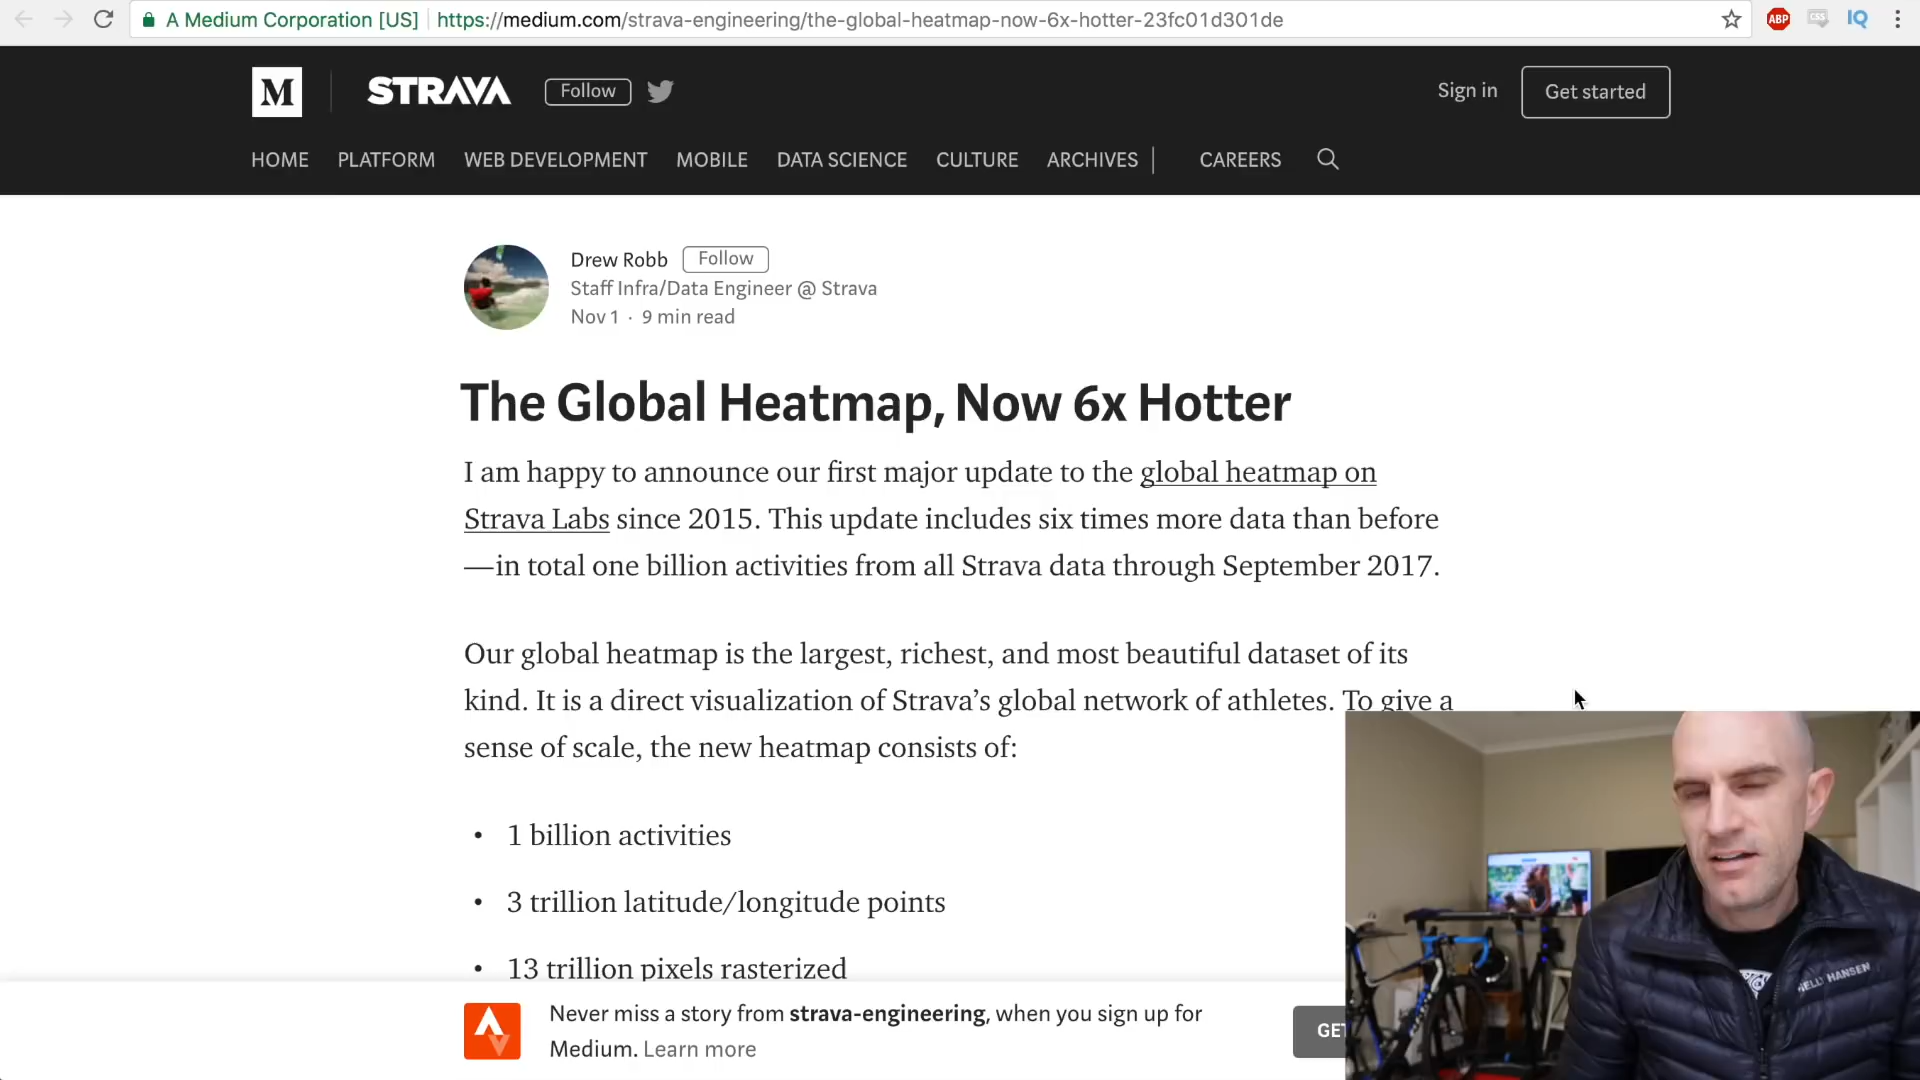 A Medium Corporation [US] https://medium.com/strava-engineering/the-global-heatmap-now-6x-hotter-23fc01d301de
ABP
CSS
IQ
M STRAVA Follow
Sign in Get started
HOME PLATFORM WEB DEVELOPMENT MOBILE DATA SCIENCE CULTURE ARCHIVES CAREERS
Drew Robb Follow
Staff Infra/Data Engineer @ Strava
Nov 1 · 9 min read
The Global Heatmap, Now 6x Hotter
I am happy to announce our first major update to the global heatmap on
Strava Labs since 2015. This update includes six times more data than before
—in total one billion activities from all Strava data through September 2017.
Our global heatmap is the largest, richest, and most beautiful dataset of its
kind. It is a direct visualization of Strava’s global network of athletes. To give a
sense of scale, the new heatmap consists of:
• 1 billion activities
• 3 trillion latitude/longitude points
• 13 trillion pixels rasterized
Never miss a story from strava-engineering, when you sign up for
Medium. Learn more
GET
HELLY HANSEN